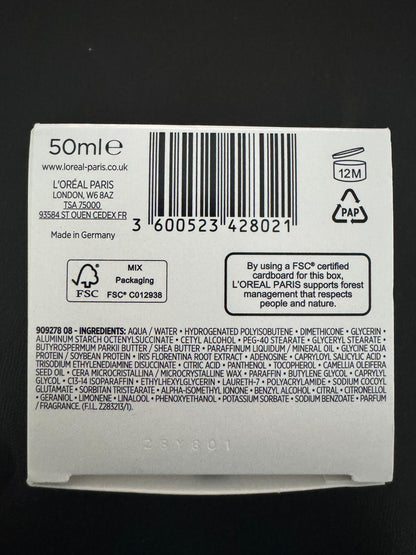 50ml℮
www.loreal-paris.co.uk
L'ORÉAL PARIS
LONDON, W6 8AZ
TSA 75000
93584 ST OUEN CEDEX FR
Made in Germany
3 600523 428021
12M
PAP
FSC
MIX
Packaging
FSC® C012938
By using a FSC® certified
cardboard for this box,
L'ORÉAL PARIS supports forest
management that respects
people and nature.
909278 08 - INGREDIENTS: AQUA / WATER • HYDROGENATED POLYISOBUTENE • DIMETHICONE • GLYCERIN •
ALUMINUM STARCH OCTENYLSUCCINATE • CETYL ALCOHOL • PEG-40 STEARATE • GLYCERYL STEARATE •
BUTYROSPERMUM PARKII BUTTER / SHEA BUTTER • PARAFFINUM LIQUIDUM / MINERAL OIL • GLYCINE SOJA
PROTEIN / SOYBEAN PROTEIN • IRIS FLORENTINA ROOT EXTRACT • ADENOSINE • CAPRYLOYL SALICYLIC ACID •
TRISODIUM ETHYLENEDIAMINE DISUCCINATE • CITRIC ACID • PANTHENOL • TOCOPHEROL • CAMELLIA OLEIFERA
SEED OIL • CERA MICROCRISTALLINA / MICROCRYSTALLINE WAX • PARAFFIN • BUTYLENE GLYCOL • CAPRYLYL
GLYCOL • C13-14 ISOPARAFFIN • ETHYLHEXYLGLYCERIN • LAURETH-7 • POLYACRYLAMIDE • SODIUM COCOYL
GLUTAMATE • SORBITAN TRISTEARATE • ALPHA-ISOMETHYL IONONE • BENZYL ALCOHOL • CITRAL • CITRONELLOL
• GERANIOL • LIMONENE • LINALOOL • PHENOXYETHANOL • POTASSIUM SORBATE • SODIUM BENZOATE • PARFUM
/ FRAGRANCE. (F.I.L. Z283213/1).